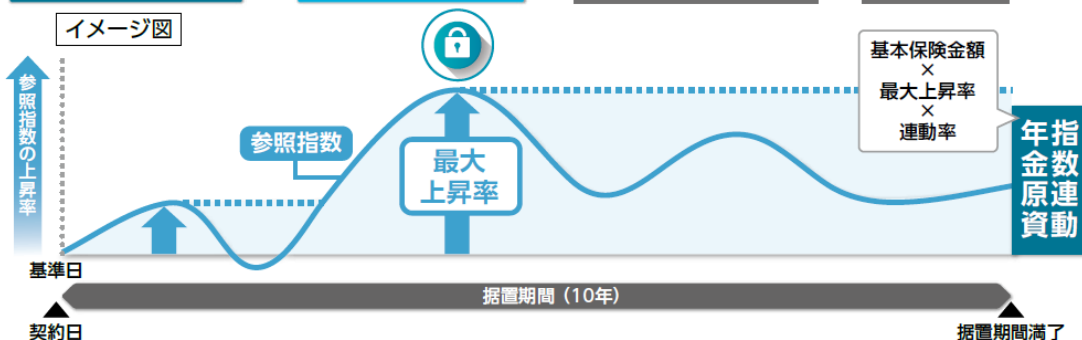 イメージ図
参照指数の上昇率
参照指数
最大
上昇率
基本保険金額
×
最大上昇率
×
連動率
指数連動
年金原資
基準日
据置期間（10年）
契約日
据置期間満了